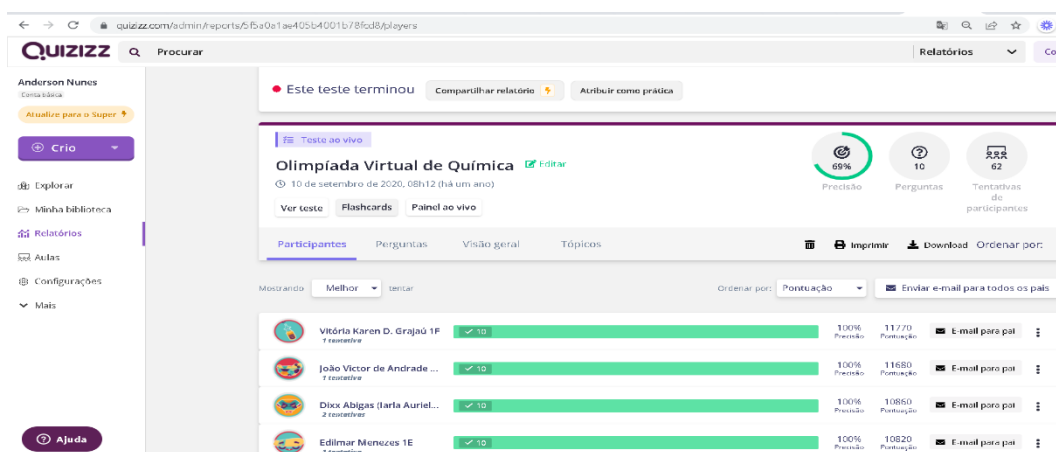 quizizz.com/admin/reports/5f5a0a1ae405b4001b78fcd8/players
QUIZIZZ
Procurar
Relatórios
Co
Anderson Nunes
Conta básica
Atualize para o Super
Crio
Explorar
Minha biblioteca
Relatórios
Aulas
Configurações
Mais
Ajuda
Este teste terminou
Compartilhar relatório
Atribuir como prática
Teste ao vivo
Olimpíada Virtual de Química Editar
10 de setembro de 2020, 08h12 (há um ano)
Ver teste Flashcards Painel ao vivo
69%
Precisão
10
Perguntas
62
Tentativas
de
participantes
Participantes Perguntas Visão geral Tópicos
Imprimir Download Ordenar por:
Mostrando Melhor tentar
Ordenar por: Pontuação
Enviar e-mail para todos os pais
Vitória Karen D. Grajaú 1F
1 tentativa
10
100%
Precisão
11770
Pontuação
E-mail para pai
João Victor de Andrade ...
1 tentativa
10
100%
Precisão
11680
Pontuação
E-mail para pai
Dixx Abigas (Iarla Auriel...
2 tentativas
10
100%
Precisão
10860
Pontuação
E-mail para pai
Edilmar Menezes 1E
10
100%
Precisão
10820
Pontuação
E-mail para pai